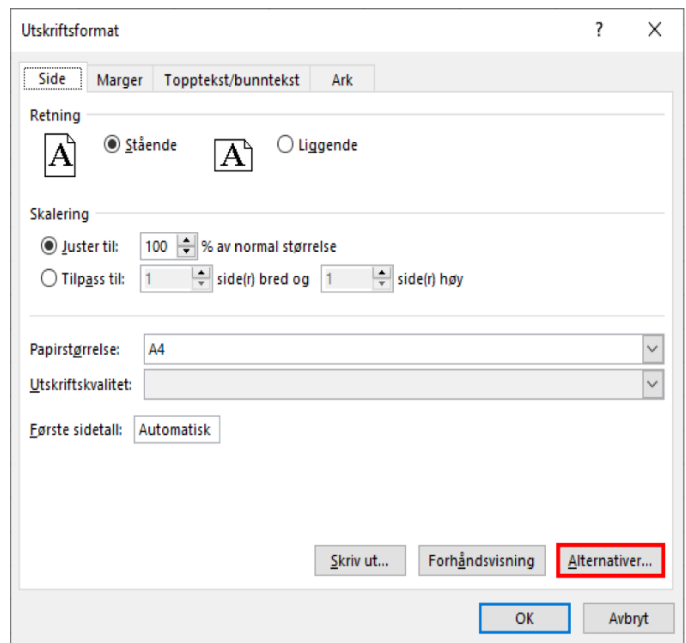 Utskriftsformat ? X
Side Marger Topptekst/bunntekst Ark
Retning
A Stående A Liggende
Skalering
Juster til: 100 % av normal størrelse
Tilpass til: 1 side(r) bred og 1 side(r) høy
Papirstørrelse: A4
Utskriftskvalitet:
Første sidetall: Automatisk
Skriv ut... Forhåndsvisning Alternativer...
OK Avbryt